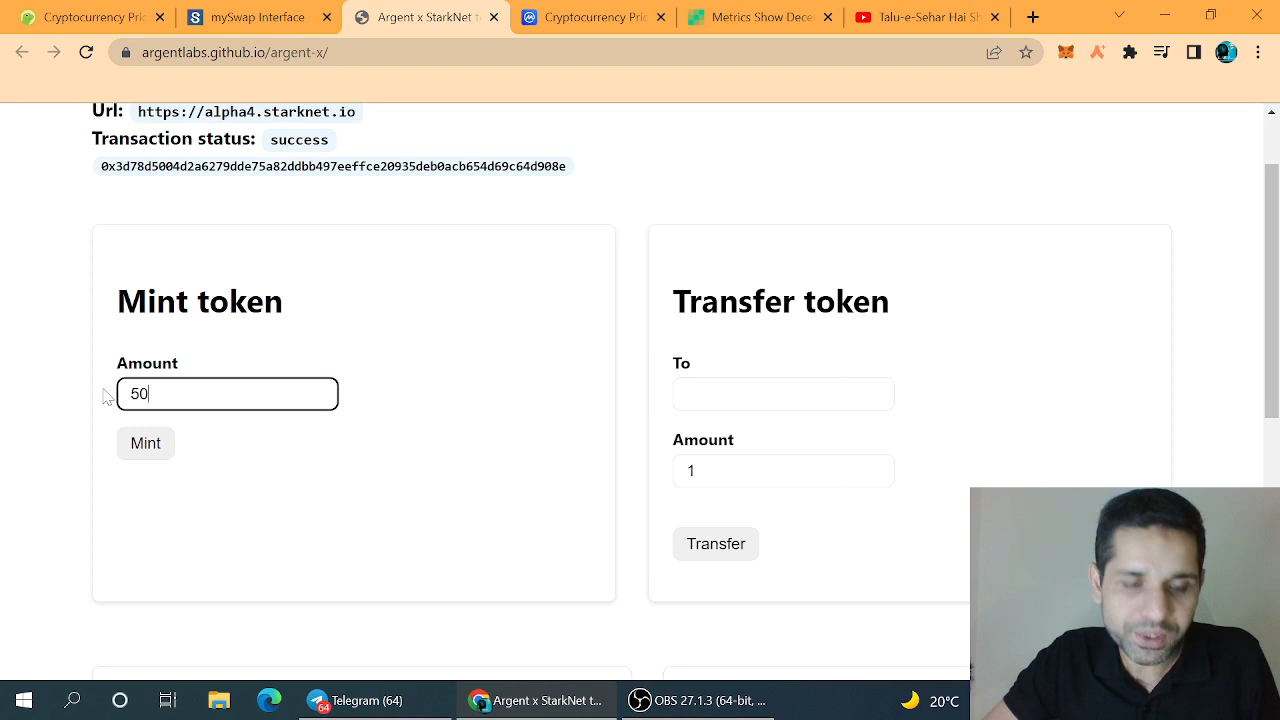 Cryptocurrency Pric
mySwap Interface
Argent x StarkNet t
Cryptocurrency Pric
Metrics Show Dece
Talu-e-Sehar Hai Sh
argentlabs.github.io/argent-x/
Url: https://alpha4.starknet.io
Transaction status: success
0x3d78d5004d2a6279dde75a82ddbb497eeffce20935deb0acb654d69c64d908e
Mint token
Amount
50
Mint
Transfer token
To
Amount
1
Transfer
64
Telegram (64)
Argent x StarkNet t...
OBS 27.1.3 (64-bit, ...
20°C